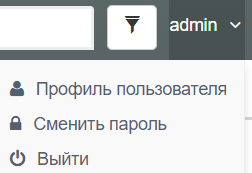 admin
Профиль пользователя
Сменить пароль
Выйти